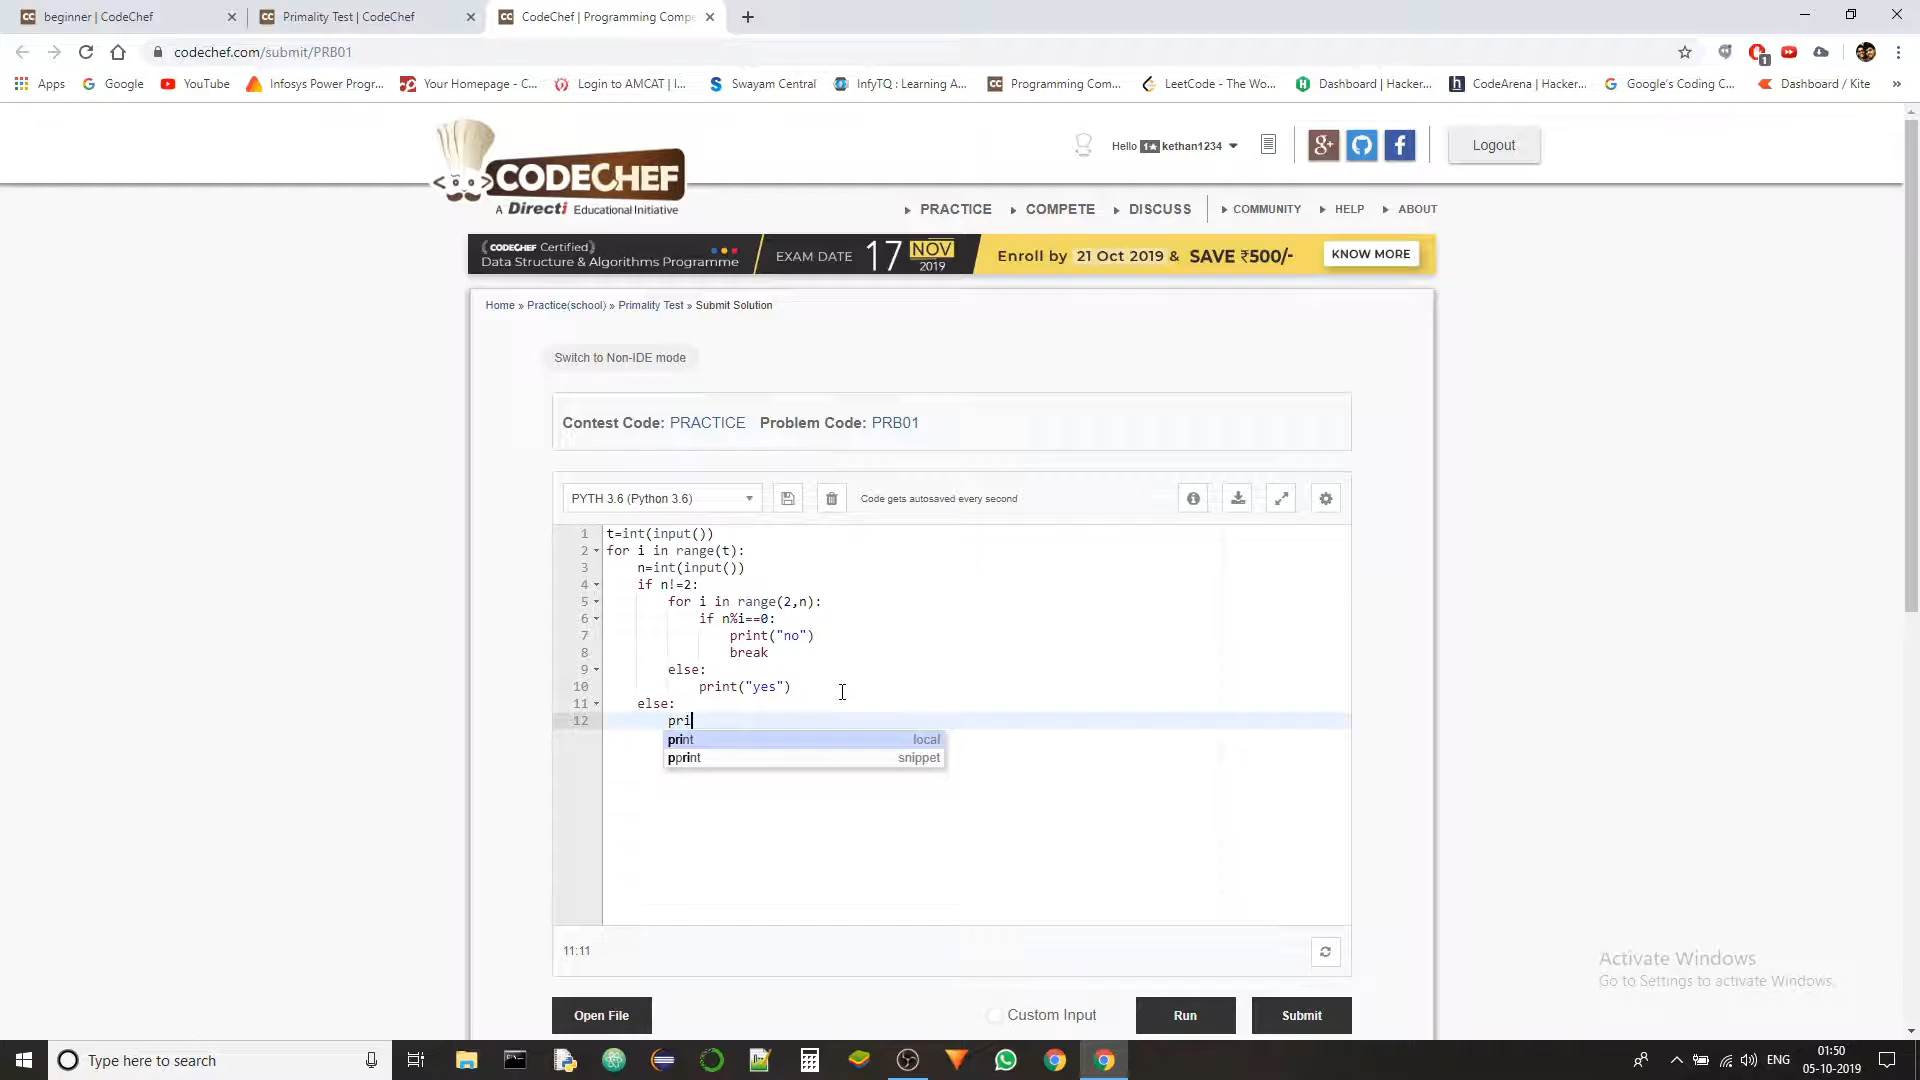 beginner | CodeChef
Primality Test | CodeChef
CodeChef | Programming Compe
codechef.com/submit/PRB01
1
Apps
Google
YouTube
Infosys Power Progr...
Your Homepage - C...
Login to AMCAT | I...
Swayam Central
InfyTQ : Learning A...
Programming Com...
LeetCode - The Wo...
Dashboard | Hacker...
CodeArena | Hacker...
Google's Coding C...
Dashboard / Kite
»
CODECHEF
A Directi Educational Initiative
Hello 1★ kethan1234
Logout
PRACTICE
COMPETE
DISCUSS
COMMUNITY
HELP
ABOUT
CODECHEF Certified
Data Structure & Algorithms Programme
EXAM DATE 17 NOV 2019
Enroll by 21 Oct 2019 & SAVE ₹500/-
KNOW MORE
Home » Practice(school) » Primality Test » Submit Solution
Switch to Non-IDE mode
Contest Code: PRACTICE Problem Code: PRB01
PYTH 3.6 (Python 3.6)
Code gets autosaved every second
1 t=int(input())
2 for i in range(t):
3 n=int(input())
4 if n!=2:
5 for i in range(2,n):
6 if n%i==0:
7 print("no")
8 break
9 else:
10 print("yes")
11 else:
12 pri
print local
pprint snippet
11:11
Activate Windows
Go to Settings to activate Windows.
Open File
Custom Input
Run
Submit
Type here to search
ENG
01:50
05-10-2019